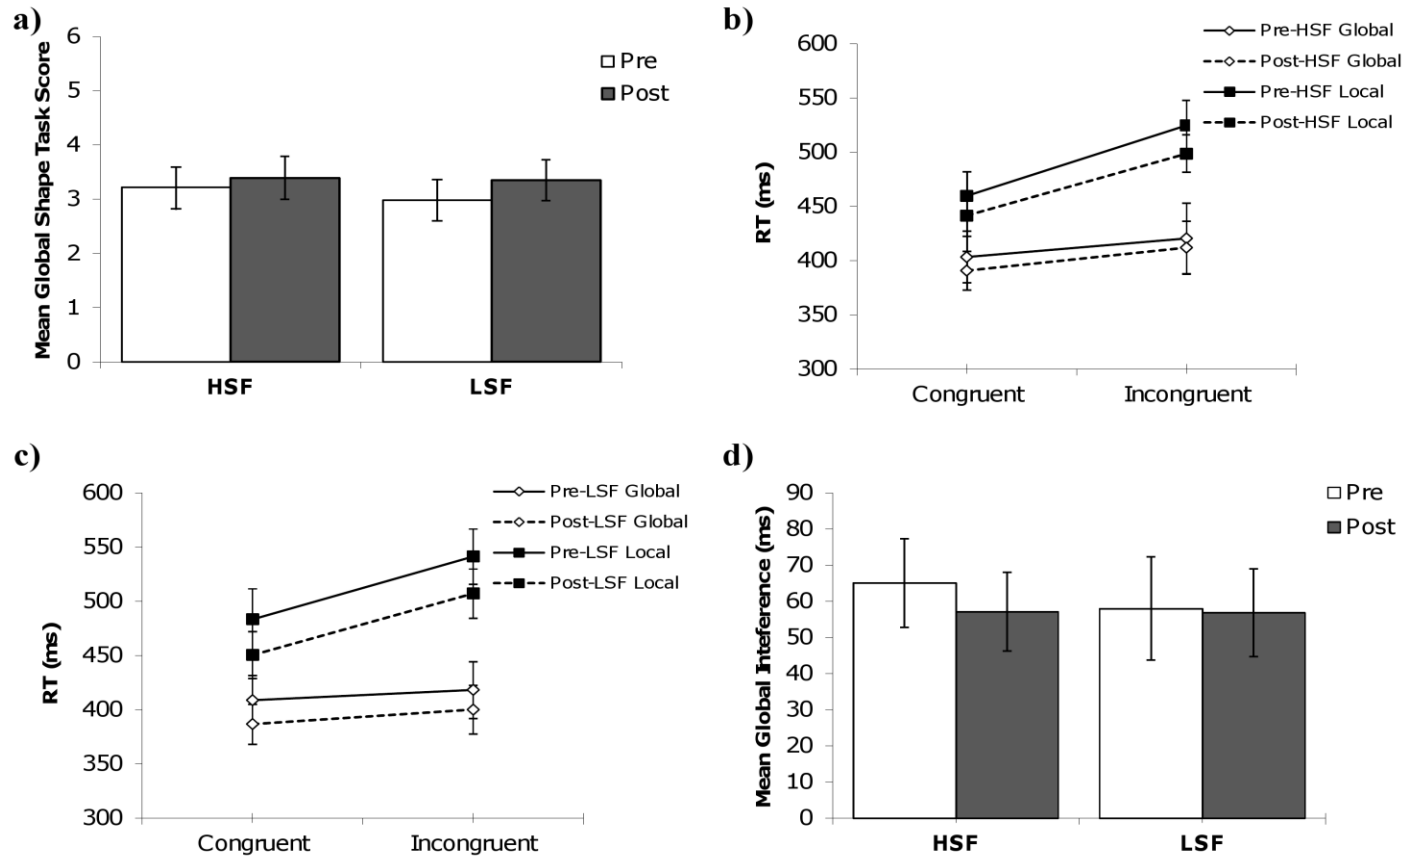 a)
Mean Global Shape Task Score
6
5
4
3
2
1
0
HSF
LSF
Pre
Post
b)
RT (ms)
600
550
500
450
400
350
300
Congruent
Incongruent
Pre-HSF Global
Post-HSF Global
Pre-HSF Local
Post-HSF Local
c)
RT (ms)
600
550
500
450
400
350
300
Congruent
Incongruent
Pre-LSF Global
Post-LSF Global
Pre-LSF Local
Post-LSF Local
d)
Mean Global Inteference (ms)
90
80
70
60
50
40
30
20
10
0
HSF
LSF
Pre
Post